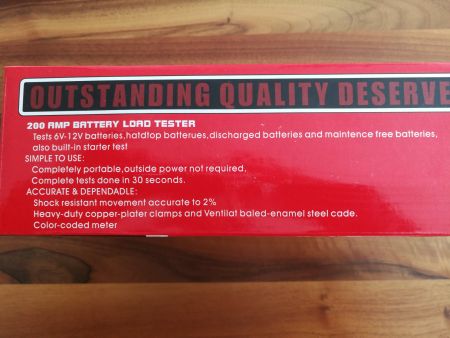 OUTSTANDING QUALITY DESERVE
200 AMP BATTERY LOAD TESTER
Tests 6V-12V batteries,haldtop batterues,discharged batteries and maintence free batteries,
also built-in starter test
SIMPLE TO USE:
Completely portable,outside power not required.
Complete tests done in 30 seconds.
ACCURATE & DEPENDADLE:
Shock resistant movement accurate to 2%
Heavy-duty copper-plater clamps and Ventilat baled-enamel steel cade.
Color-coded meter